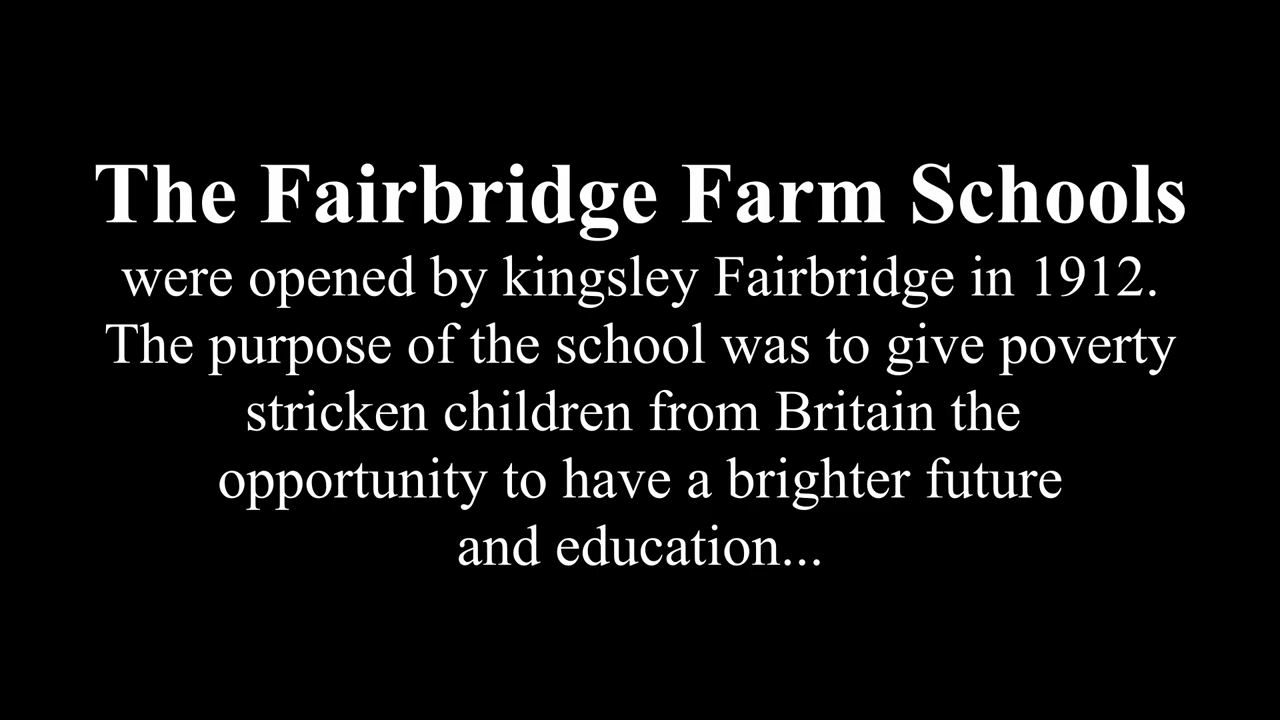 The Fairbridge Farm Schools
were opened by kingsley Fairbridge in 1912.
The purpose of the school was to give poverty
stricken children from Britain the
opportunity to have a brighter future
and education...